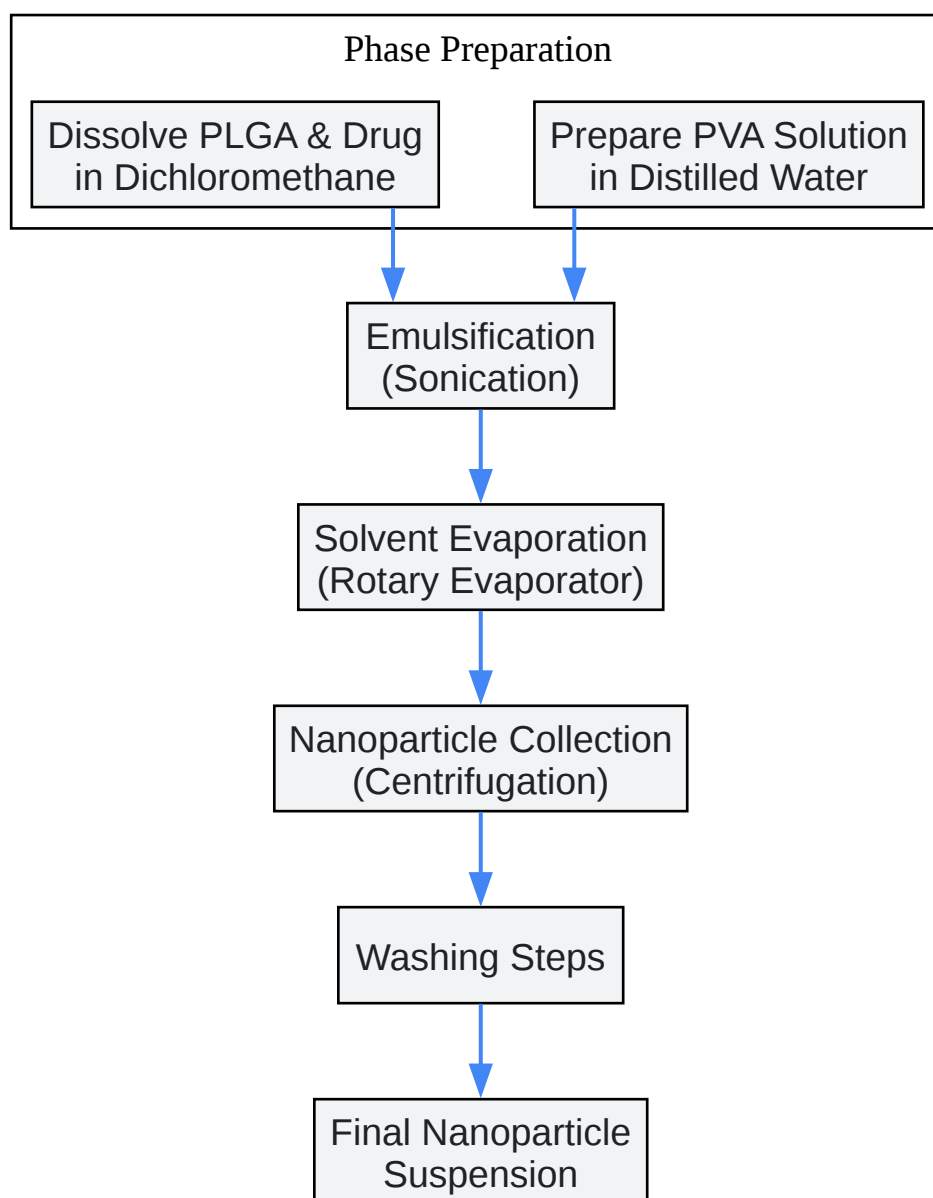 Phase Preparation
Dissolve PLGA & Drug
in Dichloromethane
Prepare PVA Solution
in Distilled Water
Emulsification
(Sonication)
Solvent Evaporation
(Rotary Evaporator)
Nanoparticle Collection
(Centrifugation)
Washing Steps
Final Nanoparticle
Suspension